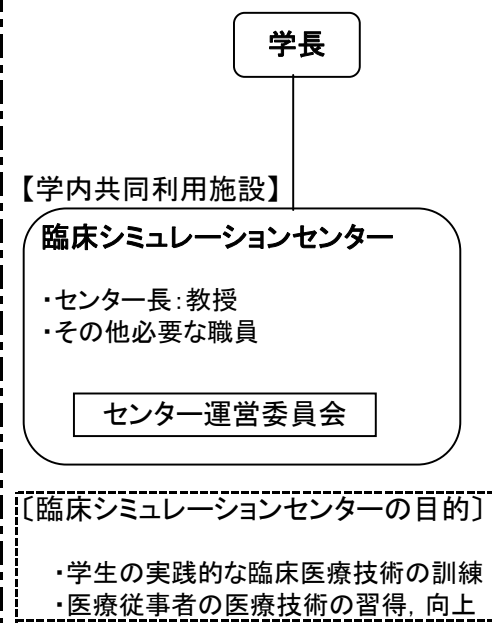 学長
【学内共同利用施設】
臨床シミュレーションセンター
・センター長:教授
・その他必要な職員
センター運営委員会
〔臨床シミュレーションセンターの目的〕
・学生の実践的な臨床医療技術の訓練
・医療従事者の医療技術の習得，向上